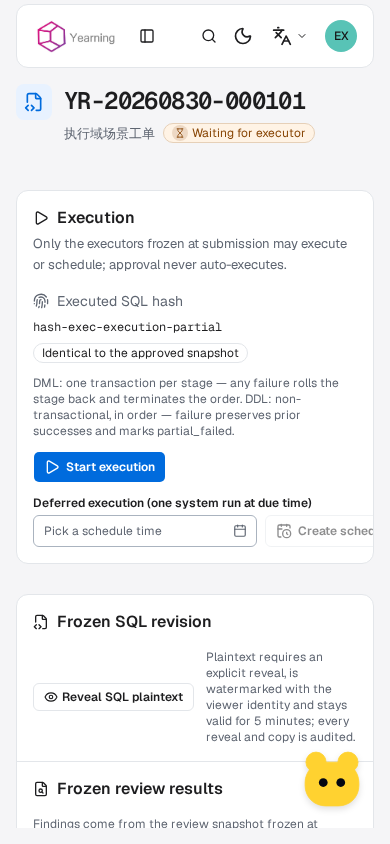 Yearning
EX
YR-20260830-000101
执行域场景工单
Waiting for executor
Execution
Only the executors frozen at submission may execute
or schedule; approval never auto-executes.
Executed SQL hash
hash-exec-execution-partial
Identical to the approved snapshot
DML: one transaction per stage — any failure rolls the
stage back and terminates the order. DDL: non-
transactional, in order — failure preserves prior
successes and marks partial_failed.
Start execution
Deferred execution (one system run at due time)
Pick a schedule time
Create sched
Frozen SQL revision
Reveal SQL plaintext
Plaintext requires an
explicit reveal, is
watermarked with the
viewer identity and stays
valid for 5 minutes; every
reveal and copy is audited.
Frozen review results
Findings come from the review snapshot frozen at